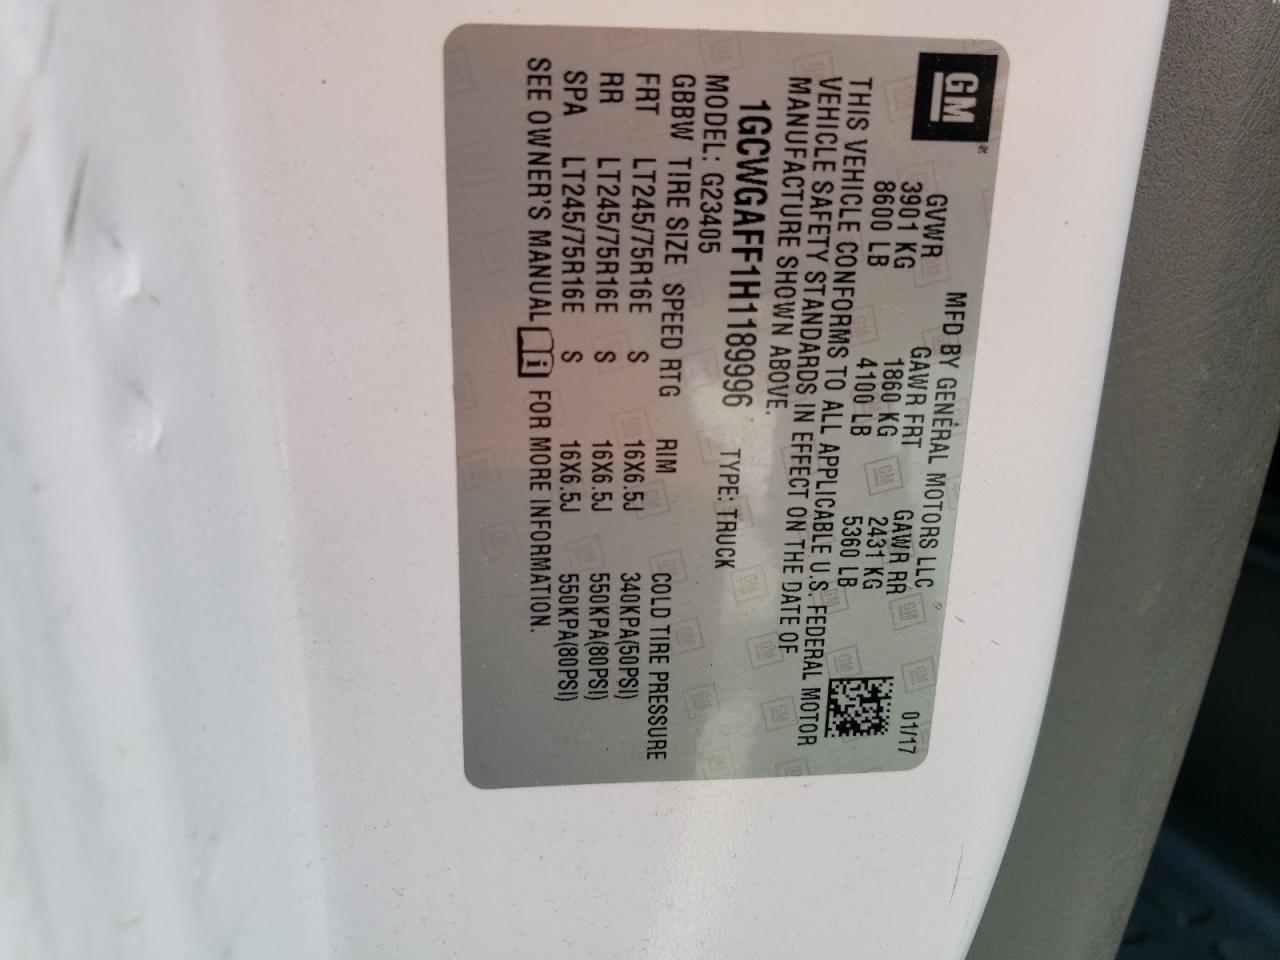 GM
MFD BY GENERAL MOTORS LLC 01/17
GVWR GAWR FRT GAWR RR
3901 KG 1860 KG 2431 KG
8600 LB 4100 LB 5360 LB
THIS VEHICLE CONFORMS TO ALL APPLICABLE U.S. FEDERAL MOTOR
VEHICLE SAFETY STANDARDS IN EFFECT ON THE DATE OF
MANUFACTURE SHOWN ABOVE.
1GCWGAFF1H1189996 TYPE: TRUCK
MODEL: G23405
GBBW TIRE SIZE SPEED RTG RIM COLD TIRE PRESSURE
FRT LT245/75R16E S 16X6.5J 340KPA(50PSI)
RR LT245/75R16E S 16X6.5J 550KPA(80PSI)
SPA LT245/75R16E S 16X6.5J 550KPA(80PSI)
SEE OWNER'S MANUAL i FOR MORE INFORMATION.